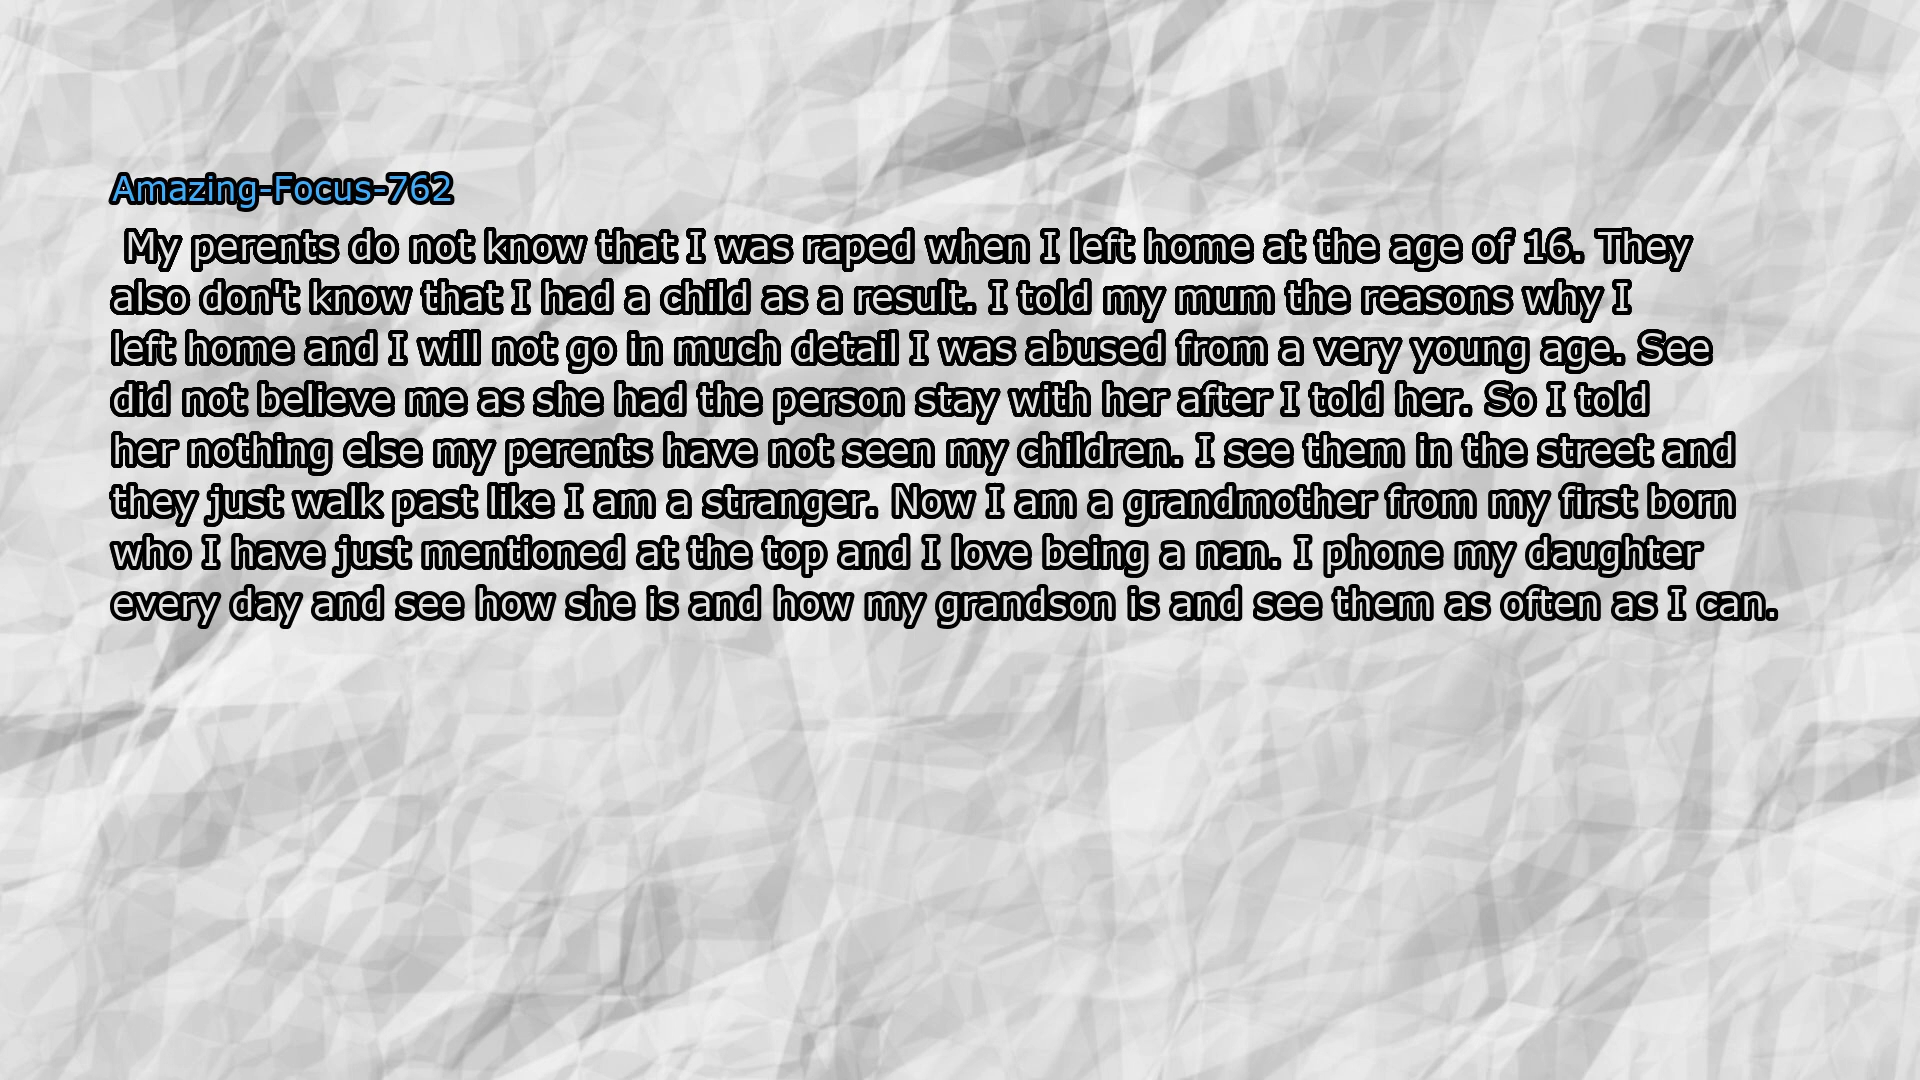 Amazing-Focus-762
My perents do not know that I was raped when I left home at the age of 16. They
also don't know that I had a child as a result. I told my mum the reasons why I
left home and I will not go in much detail I was abused from a very young age. See
did not believe me as she had the person stay with her after I told her. So I told
her nothing else my perents have not seen my children. I see them in the street and
they just walk past like I am a stranger. Now I am a grandmother from my first born
who I have just mentioned at the top and I love being a nan. I phone my daughter
every day and see how she is and how my grandson is and see them as often as I can.